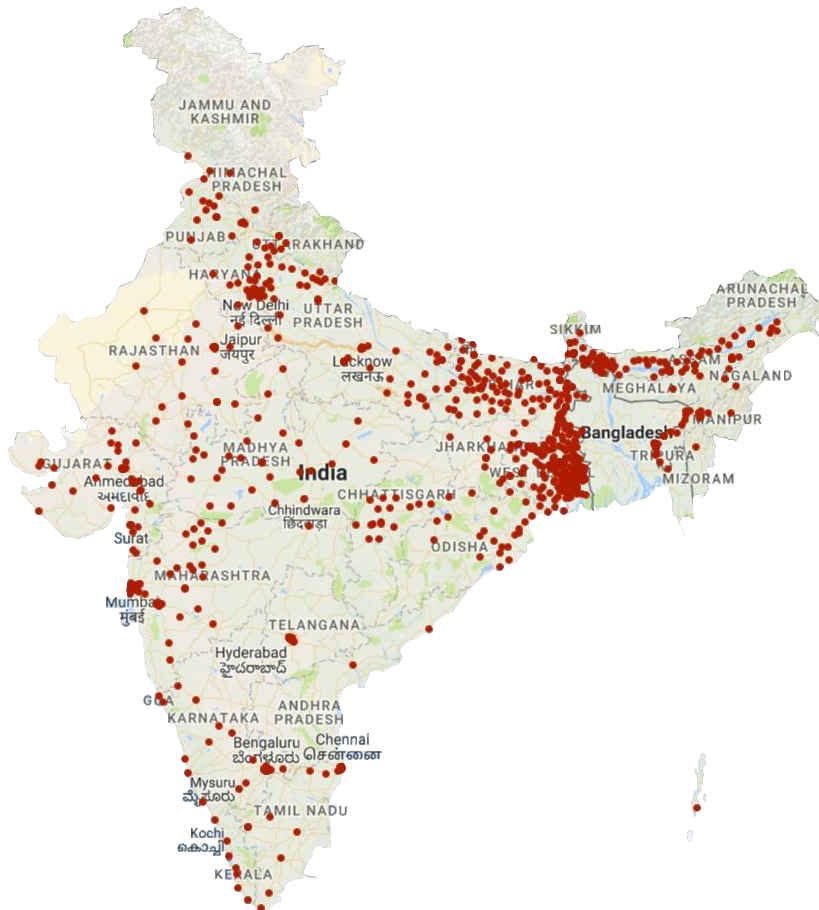 JAMMU AND
KASHMIR
HIMACHAL
PRADESH
PUNJAB
UTTARAKHAND
HARYANA
New Delhi
नई दिल्ली
UTTAR
PRADESH
ARUNACHAL
PRADESH
SIKKIM
RAJASTHAN
Jaipur
जयपुर
Lucknow
लखनऊ
BIHAR
ASSAM
NAGALAND
MEGHALAYA
MANIPUR
Bangladesh
GUJARAT
Ahmedabad
અમદાવાદ
MADHYA
PRADESH
India
JHARKHAND
WEST BENGAL
TRIPURA
MIZORAM
CHHATTISGARH
Chhindwara
छिंदवाड़ा
Surat
ODISHA
MAHARASHTRA
Mumbai
मुंबई
TELANGANA
Hyderabad
హైదరాబాద్
GOA
KARNATAKA
ANDHRA
PRADESH
Bengaluru
ಬೆಂಗಳೂರು
Chennai
சென்னை
Mysuru
ಮೈಸೂರು
TAMIL NADU
Kochi
കൊച്ചി
KERALA